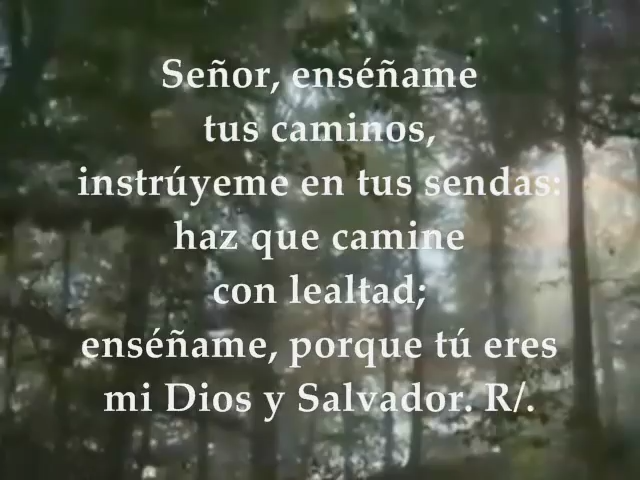 Señor, enséñame
tus caminos,
instrúyeme en tus sendas:
haz que camine
con lealtad;
enséñame, porque tú eres
mi Dios y Salvador. R/.